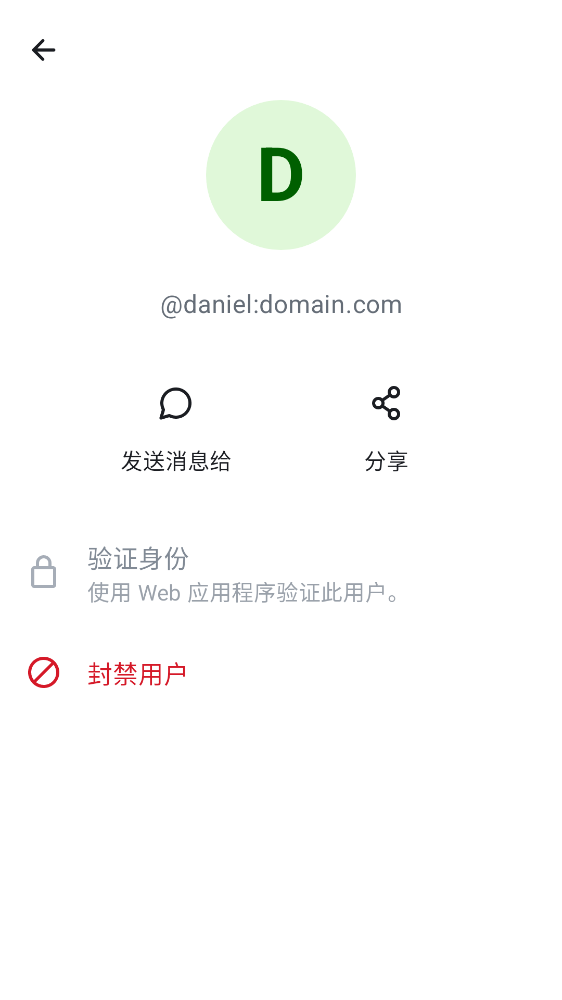 D
@daniel:domain.com
发送消息给
分享
验证身份
使用 Web 应用程序验证此用户。
封禁用户